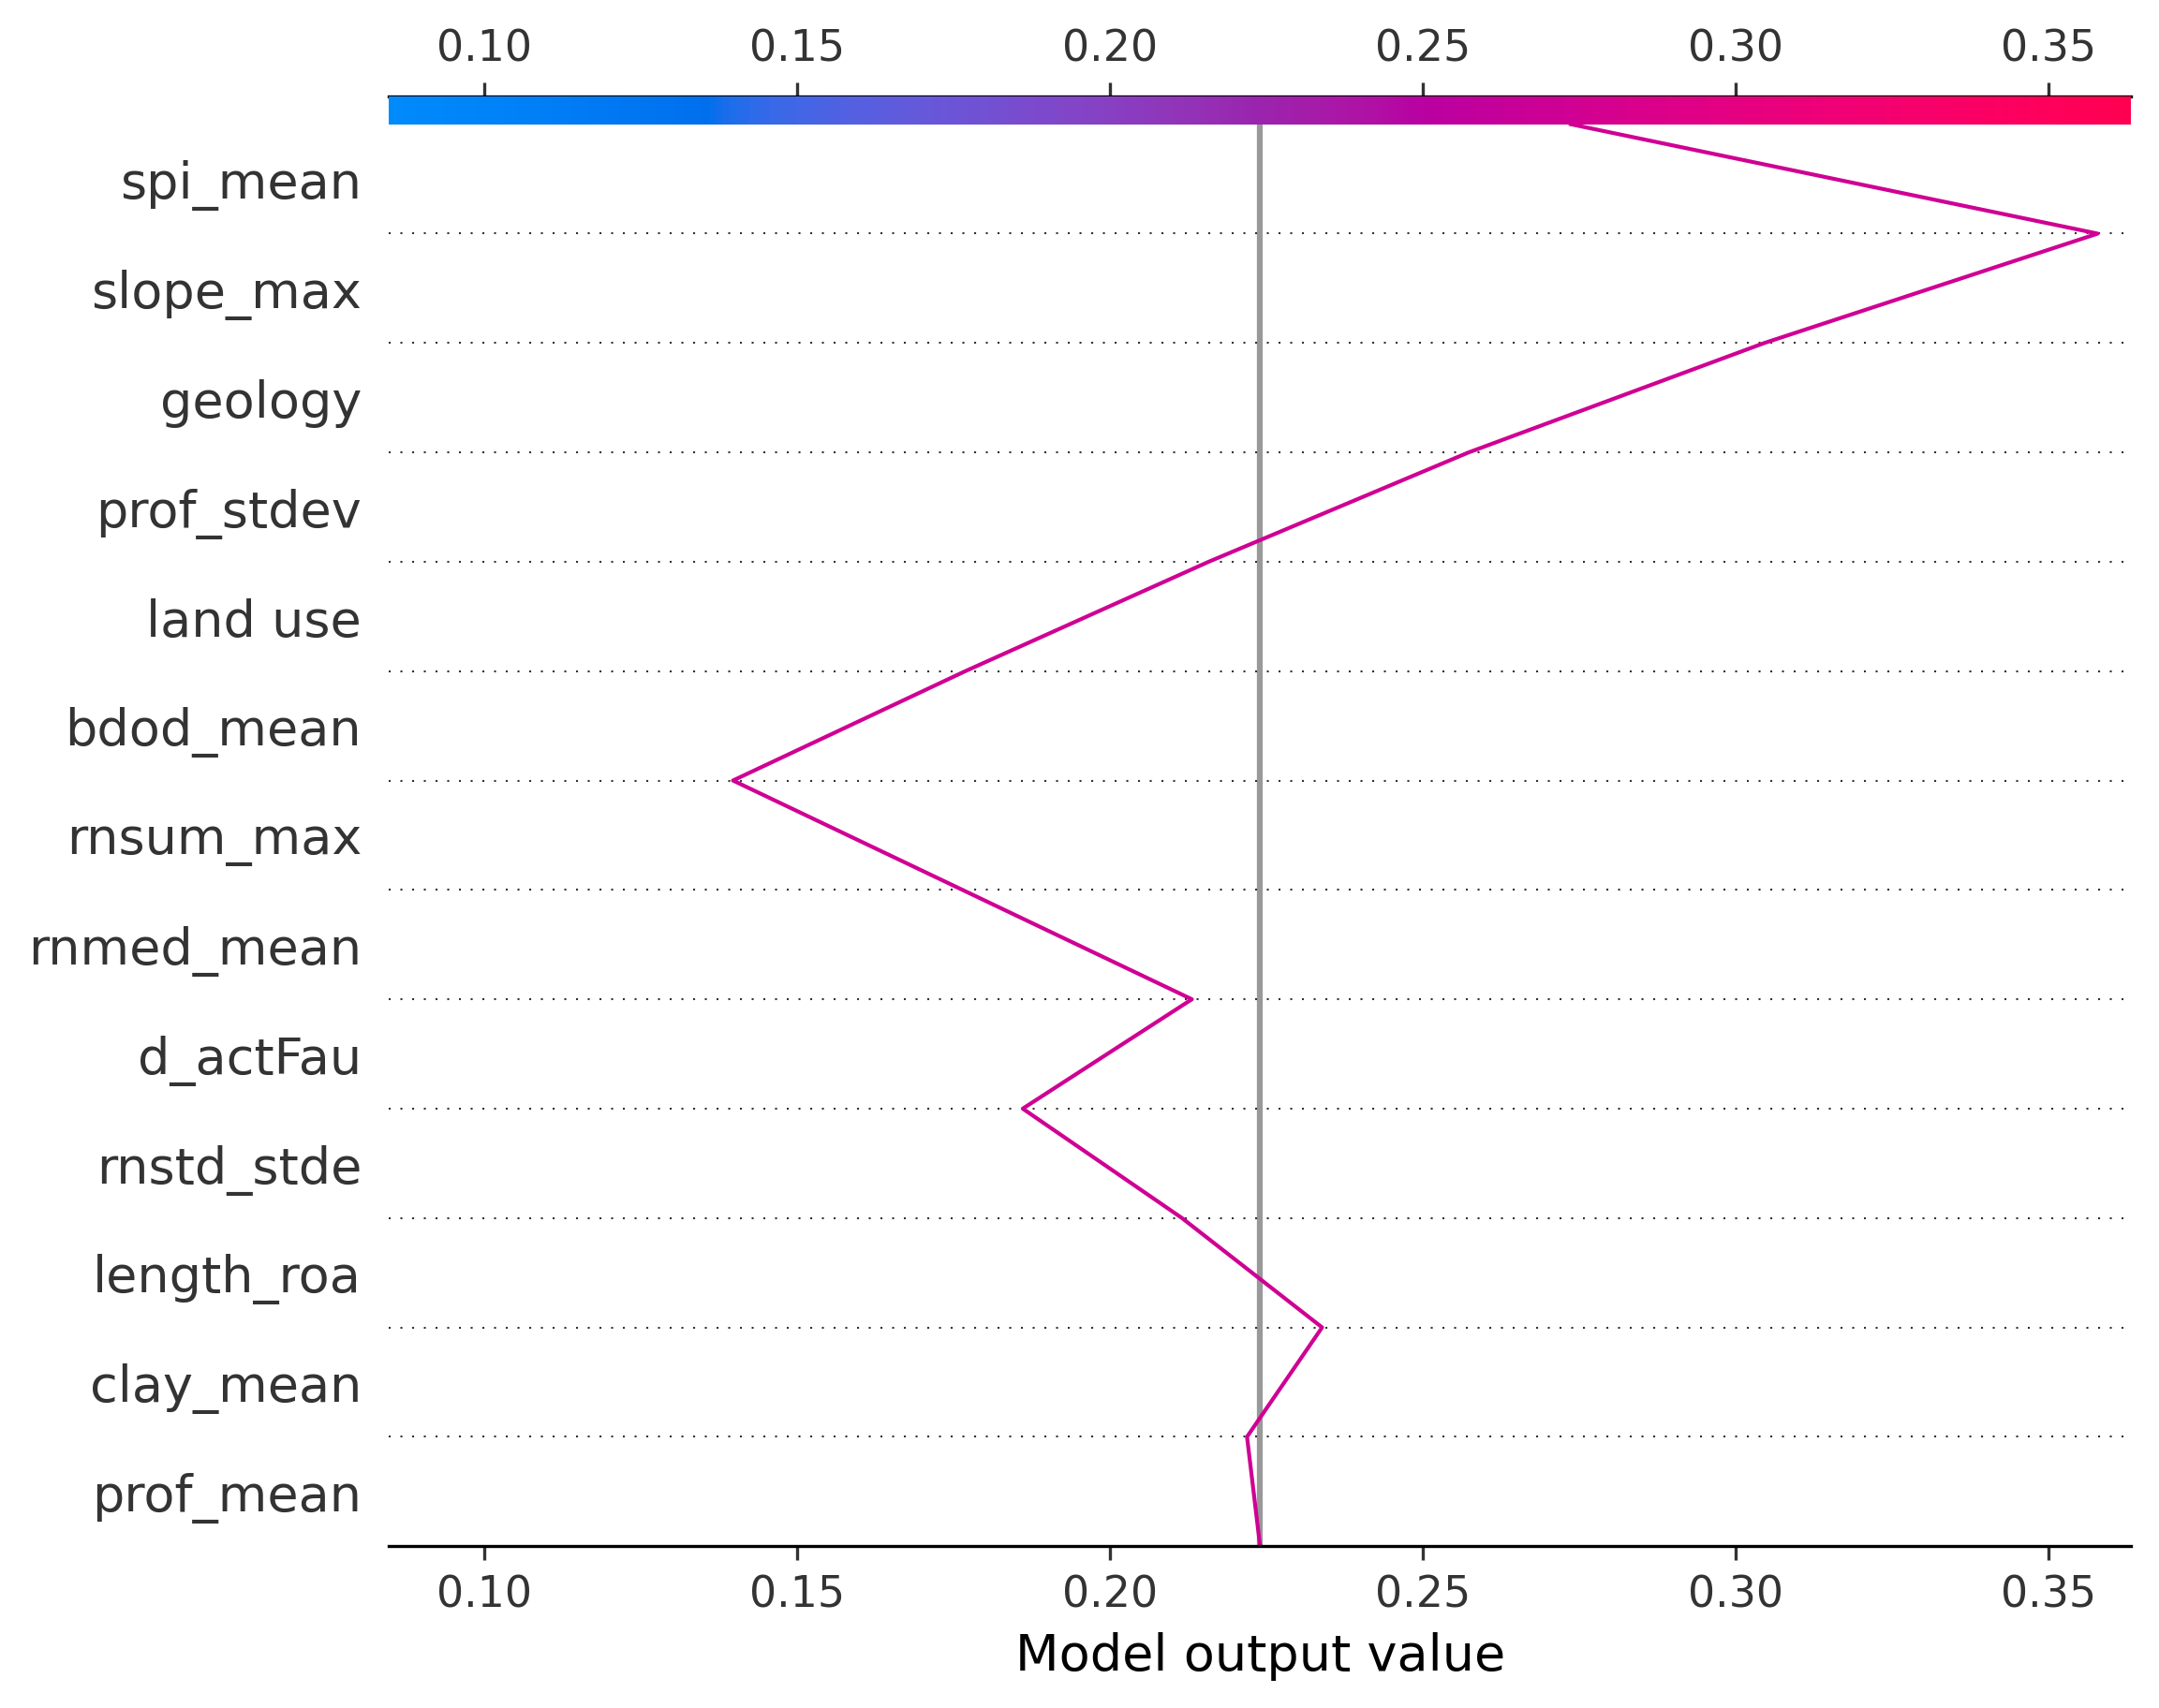 0.10 0.15 0.20 0.25 0.30 0.35
spi_mean
slope_max
geology
prof_stdev
land use
bdod_mean
rnsum_max
rnmed_mean
d_actFau
rnstd_stde
length_roa
clay_mean
prof_mean
0.10 0.15 0.20 0.25 0.30 0.35
Model output value